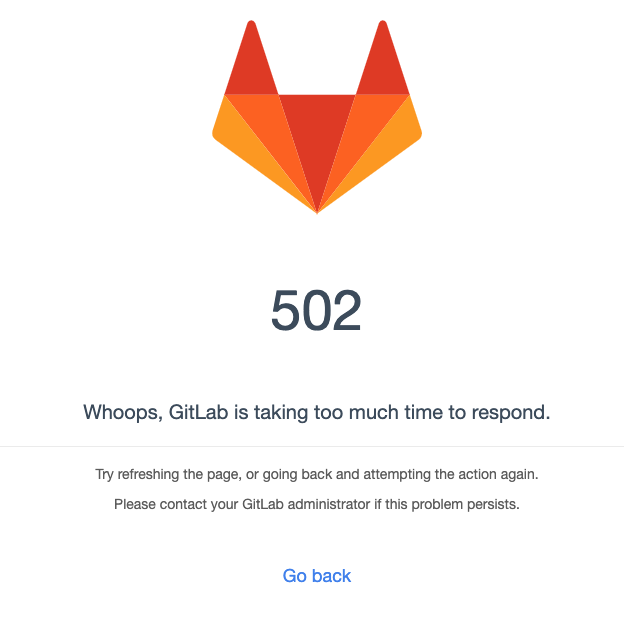 502
Whoops, GitLab is taking too much time to respond.
Try refreshing the page, or going back and attempting the action again.
Please contact your GitLab administrator if this problem persists.
Go back